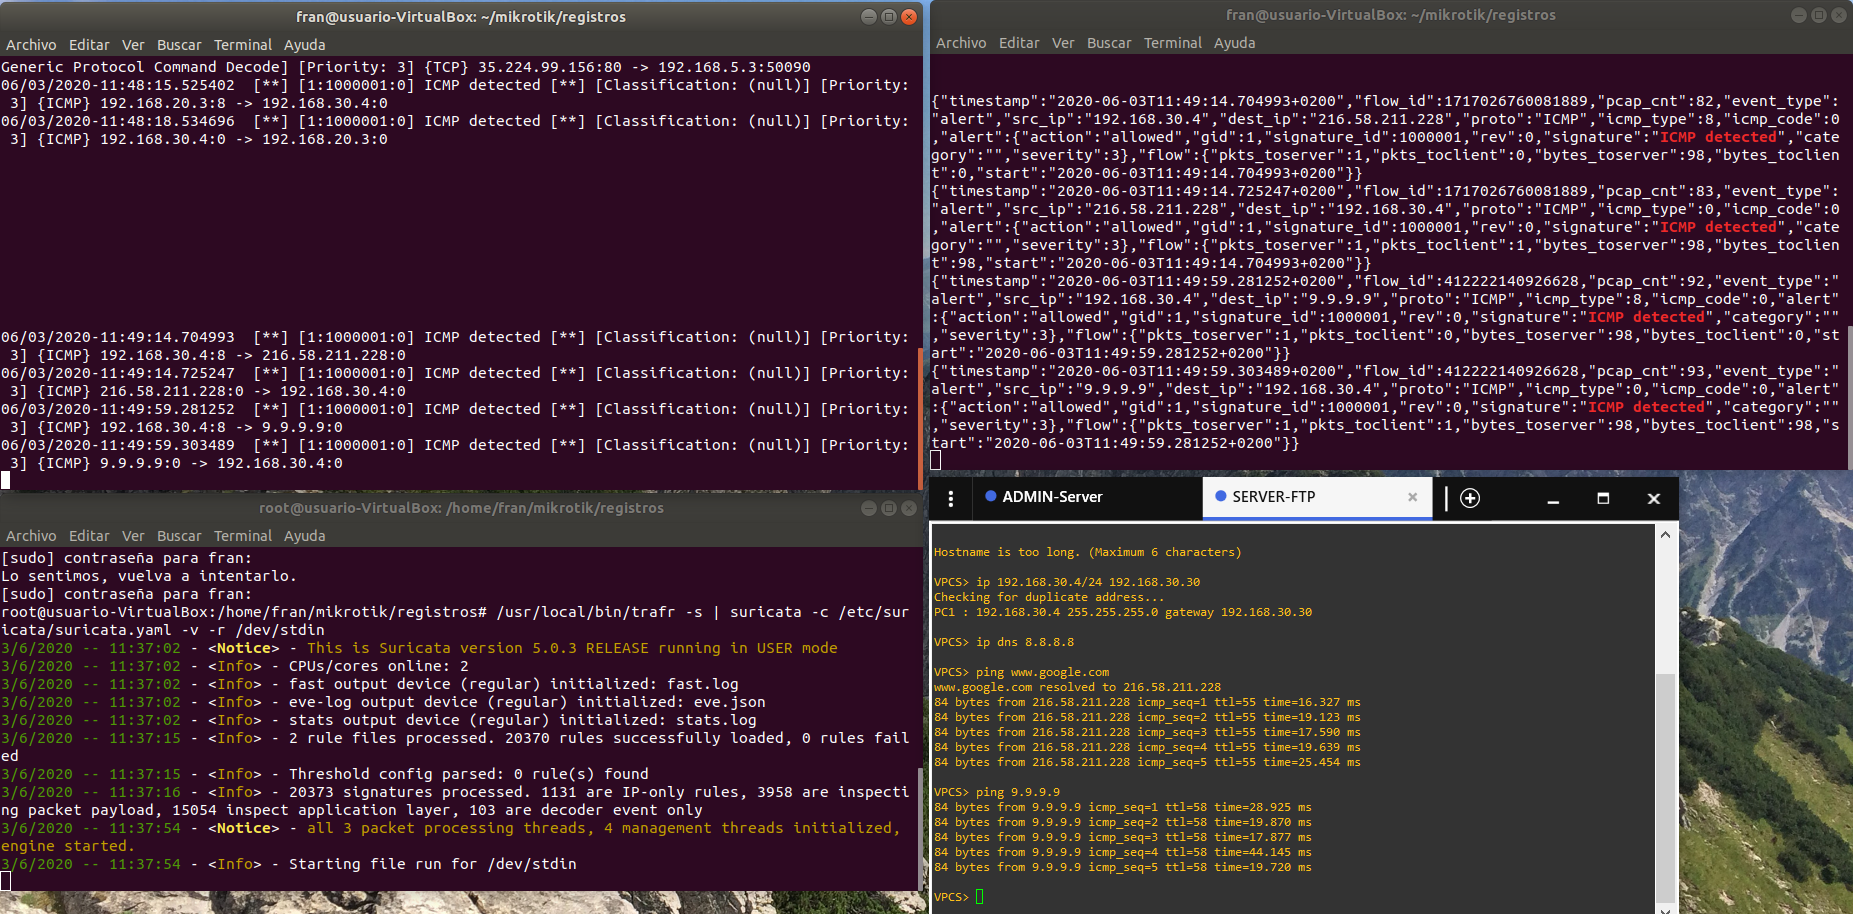 fran@usuario-VirtualBox: ~/mikrotik/registros
Archivo Editar Ver Buscar Terminal Ayuda
Generic Protocol Command Decode] [Priority: 3] {TCP} 35.224.99.156:80 -> 192.168.5.3:50090
06/03/2020-11:48:15.525402  [**] [1:1000001:0] ICMP detected [**] [Classification: (null)] [Priority:
 3] {ICMP} 192.168.20.3:8 -> 192.168.30.4:0
06/03/2020-11:48:18.534696  [**] [1:1000001:0] ICMP detected [**] [Classification: (null)] [Priority:
 3] {ICMP} 192.168.30.4:0 -> 192.168.20.3:0
06/03/2020-11:49:14.704993  [**] [1:1000001:0] ICMP detected [**] [Classification: (null)] [Priority:
 3] {ICMP} 192.168.30.4:8 -> 216.58.211.228:0
06/03/2020-11:49:14.725247  [**] [1:1000001:0] ICMP detected [**] [Classification: (null)] [Priority:
 3] {ICMP} 216.58.211.228:0 -> 192.168.30.4:0
06/03/2020-11:49:59.281252  [**] [1:1000001:0] ICMP detected [**] [Classification: (null)] [Priority:
 3] {ICMP} 192.168.30.4:8 -> 9.9.9.9:0
06/03/2020-11:49:59.303489  [**] [1:1000001:0] ICMP detected [**] [Classification: (null)] [Priority:
 3] {ICMP} 9.9.9.9:0 -> 192.168.30.4:0
fran@usuario-VirtualBox: ~/mikrotik/registros
Archivo Editar Ver Buscar Terminal Ayuda
{"timestamp":"2020-06-03T11:49:14.704993+0200","flow_id":1717026760081889,"pcap_cnt":82,"event_type":
"alert","src_ip":"192.168.30.4","dest_ip":"216.58.211.228","proto":"ICMP","icmp_type":8,"icmp_code":0
,"alert":{"action":"allowed","gid":1,"signature_id":1000001,"rev":0,"signature":"ICMP detected","cate
gory":"","severity":3},"flow":{"pkts_toserver":1,"pkts_toclient":0,"bytes_toserver":98,"bytes_toclien
t":0,"start":"2020-06-03T11:49:14.704993+0200"}}
{"timestamp":"2020-06-03T11:49:14.725247+0200","flow_id":1717026760081889,"pcap_cnt":83,"event_type":
"alert","src_ip":"216.58.211.228","dest_ip":"192.168.30.4","proto":"ICMP","icmp_type":0,"icmp_code":0
,"alert":{"action":"allowed","gid":1,"signature_id":1000001,"rev":0,"signature":"ICMP detected","cate
gory":"","severity":3},"flow":{"pkts_toserver":1,"pkts_toclient":1,"bytes_toserver":98,"bytes_toclien
t":98,"start":"2020-06-03T11:49:14.704993+0200"}}
{"timestamp":"2020-06-03T11:49:59.281252+0200","flow_id":412222140926628,"pcap_cnt":92,"event_type":"
alert","src_ip":"192.168.30.4","dest_ip":"9.9.9.9","proto":"ICMP","icmp_type":8,"icmp_code":0,"alert"
:{"action":"allowed","gid":1,"signature_id":1000001,"rev":0,"signature":"ICMP detected","category":""
,"severity":3},"flow":{"pkts_toserver":1,"pkts_toclient":0,"bytes_toserver":98,"bytes_toclient":0,"st
art":"2020-06-03T11:49:59.281252+0200"}}
{"timestamp":"2020-06-03T11:49:59.303489+0200","flow_id":412222140926628,"pcap_cnt":93,"event_type":"
alert","src_ip":"9.9.9.9","dest_ip":"192.168.30.4","proto":"ICMP","icmp_type":0,"icmp_code":0,"alert"
:{"action":"allowed","gid":1,"signature_id":1000001,"rev":0,"signature":"ICMP detected","category":""
,"severity":3},"flow":{"pkts_toserver":1,"pkts_toclient":1,"bytes_toserver":98,"bytes_toclient":98,"s
tart":"2020-06-03T11:49:59.281252+0200"}}
root@usuario-VirtualBox: /home/fran/mikrotik/registros
Archivo Editar Ver Buscar Terminal Ayuda
[sudo] contraseña para fran:
Lo sentimos, vuelva a intentarlo.
[sudo] contraseña para fran:
root@usuario-VirtualBox:/home/fran/mikrotik/registros# /usr/local/bin/trafr -s | suricata -c /etc/sur
icata/suricata.yaml -v -r /dev/stdin
3/6/2020 -- 11:37:02 - <Notice> - This is Suricata version 5.0.3 RELEASE running in USER mode
3/6/2020 -- 11:37:02 - <Info> - CPUs/cores online: 2
3/6/2020 -- 11:37:02 - <Info> - fast output device (regular) initialized: fast.log
3/6/2020 -- 11:37:02 - <Info> - eve-log output device (regular) initialized: eve.json
3/6/2020 -- 11:37:02 - <Info> - stats output device (regular) initialized: stats.log
3/6/2020 -- 11:37:15 - <Info> - 2 rule files processed. 20370 rules successfully loaded, 0 rules fail
ed
3/6/2020 -- 11:37:15 - <Info> - Threshold config parsed: 0 rule(s) found
3/6/2020 -- 11:37:16 - <Info> - 20373 signatures processed. 1131 are IP-only rules, 3958 are inspecti
ng packet payload, 15054 inspect application layer, 103 are decoder event only
3/6/2020 -- 11:37:54 - <Notice> - all 3 packet processing threads, 4 management threads initialized,
engine started.
3/6/2020 -- 11:37:54 - <Info> - Starting file run for /dev/stdin
ADMIN-Server
SERVER-FTP
Hostname is too long. (Maximum 6 characters)
VPCS> ip 192.168.30.4/24 192.168.30.30
Checking for duplicate address...
PC1 : 192.168.30.4 255.255.255.0 gateway 192.168.30.30
VPCS> ip dns 8.8.8.8
VPCS> ping www.google.com
www.google.com resolved to 216.58.211.228
84 bytes from 216.58.211.228 icmp_seq=1 ttl=55 time=16.327 ms
84 bytes from 216.58.211.228 icmp_seq=2 ttl=55 time=19.123 ms
84 bytes from 216.58.211.228 icmp_seq=3 ttl=55 time=17.590 ms
84 bytes from 216.58.211.228 icmp_seq=4 ttl=55 time=19.639 ms
84 bytes from 216.58.211.228 icmp_seq=5 ttl=55 time=25.454 ms
VPCS> ping 9.9.9.9
84 bytes from 9.9.9.9 icmp_seq=1 ttl=58 time=28.925 ms
84 bytes from 9.9.9.9 icmp_seq=2 ttl=58 time=19.870 ms
84 bytes from 9.9.9.9 icmp_seq=3 ttl=58 time=17.877 ms
84 bytes from 9.9.9.9 icmp_seq=4 ttl=58 time=44.145 ms
84 bytes from 9.9.9.9 icmp_seq=5 ttl=58 time=19.720 ms
VPCS>